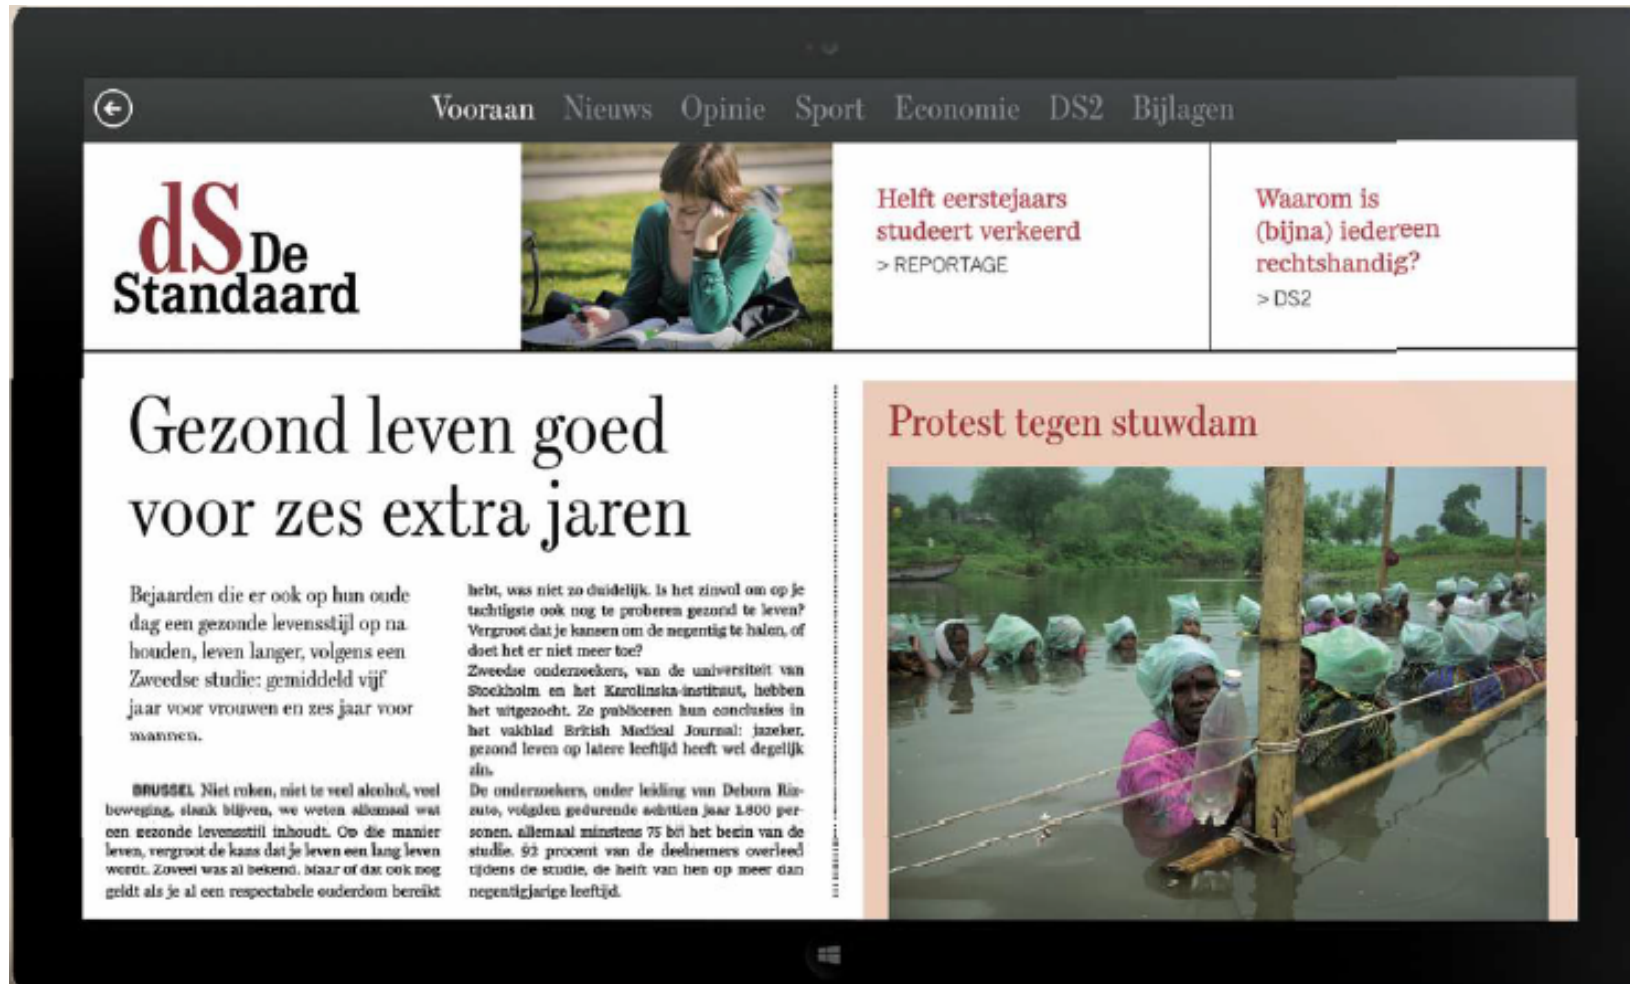 Vooraan Nieuws Opinie Sport Economie DS2 Bijlagen
dS De
Standaard
Helft eerstejaars
studeert verkeerd
> REPORTAGE
Waarom is
(bijna) iedereen
rechtshandig?
> DS2
Gezond leven goed
voor zes extra jaren
Bejaarden die er ook op hun oude
dag een gezonde levensstijl op na
houden, leven langer, volgens een
Zweedse studie: gemiddeld vijf
jaar voor vrouwen en zes jaar voor
mannen.
BRUSSEL Niet roken, niet te veel alcohol, veel
beweging, slank blijven, we weten allemaal wat
een gezonde levensstijl inhoudt. Op die manier
leven, vergroot de kans dat je leven een lang leven
wordt. Zoveel was al bekend. Maar of dat ook nog
geldt als je al een respectabele ouderdom bereikt
hebt, was niet zo duidelijk. Is het zinvol om op je
tachtigste ook nog te proberen gezond te leven?
Vergroot dat je kansen om de negentig te halen, of
doet het er niet meer toe?
Zweedse onderzoekers, van de universiteit van
Stockholm en het Karolinska-instituut, hebben
het uitgezocht. Ze publiceren hun conclusies in
het vakblad British Medical Journal: jazeker,
gezond leven op latere leeftijd heeft wel degelijk
zin.
De onderzoekers, onder leiding van Debora Riz-
zuto, volgden gedurende achttien jaar 1.800 per-
sonen, allemaal minstens 75 bij het begin van de
studie. 92 procent van de deelnemers overleed
tijdens de studie, de helft van hen op meer dan
negentigjarige leeftijd.
Protest tegen stuwdam